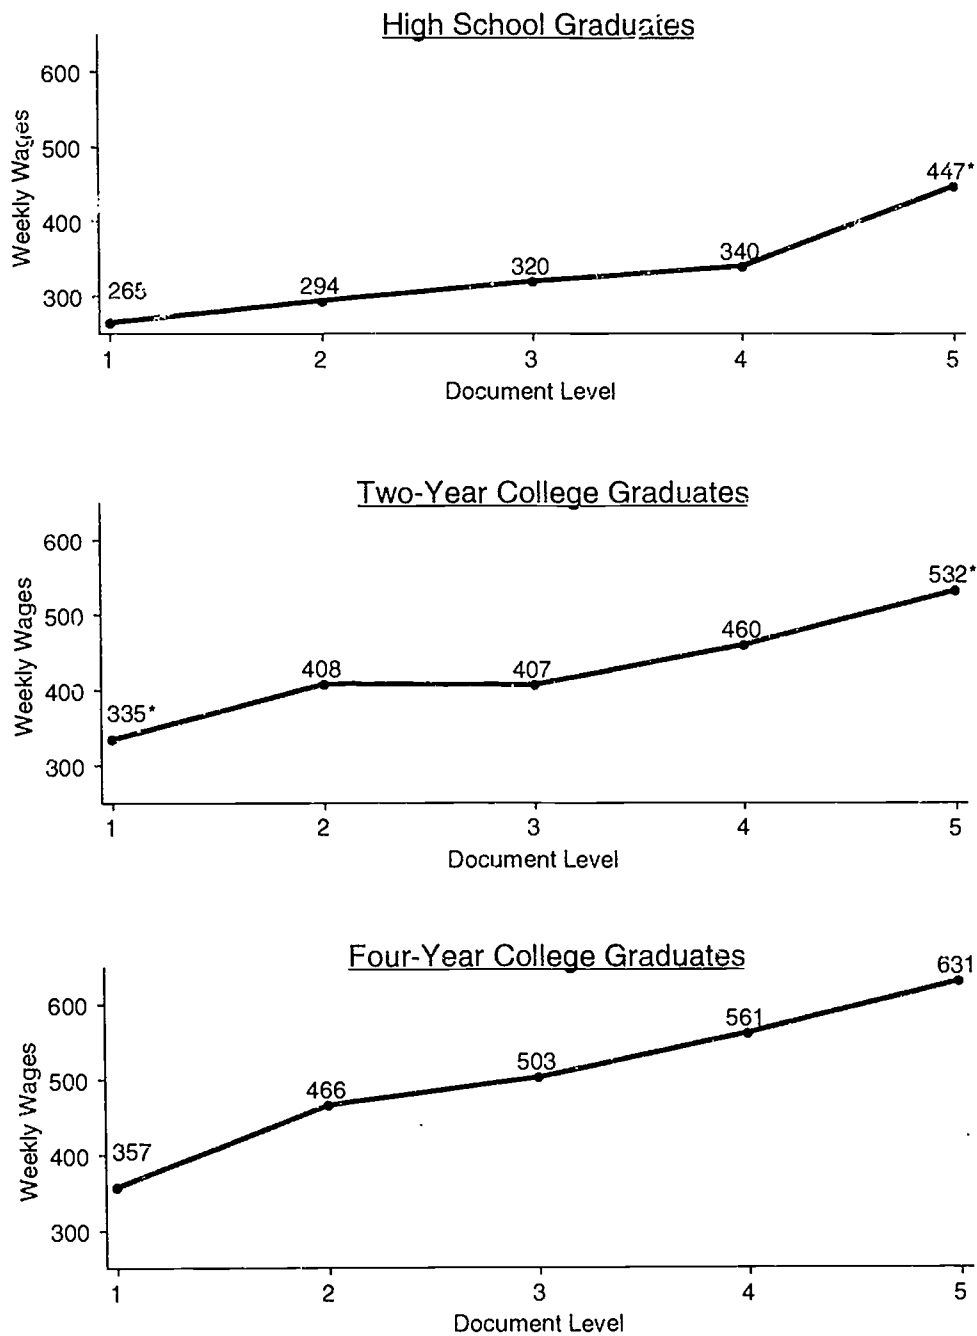 High School Graduates
Weekly Wages
600
500
400
300
265
294
320
340
447*
1 2 3 4 5
Document Level
Two-Year College Graduates
Weekly Wages
600
500
400
300
335*
408
407
460
532*
1 2 3 4 5
Document Level
Four-Year College Graduates
Weekly Wages
600
500
400
300
357
466
503
561
631
1 2 3 4 5
Document Level